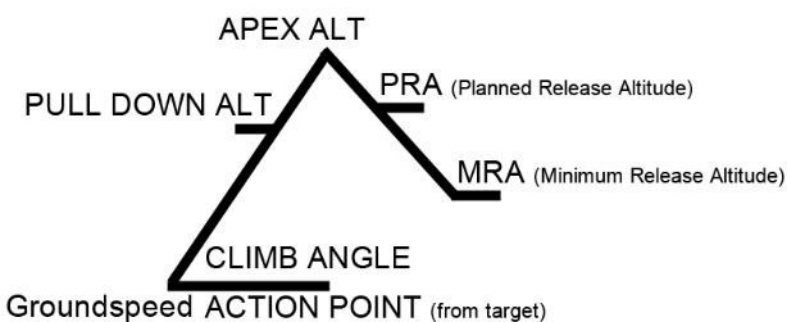 APEX ALT
PRA (Planned Release Altitude)
PULL DOWN ALT
MRA (Minimum Release Altitude)
CLIMB ANGLE
Groundspeed ACTION POINT (from target)